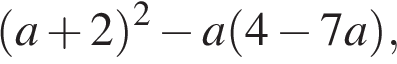 (a + 2)² − a(4 − 7a),